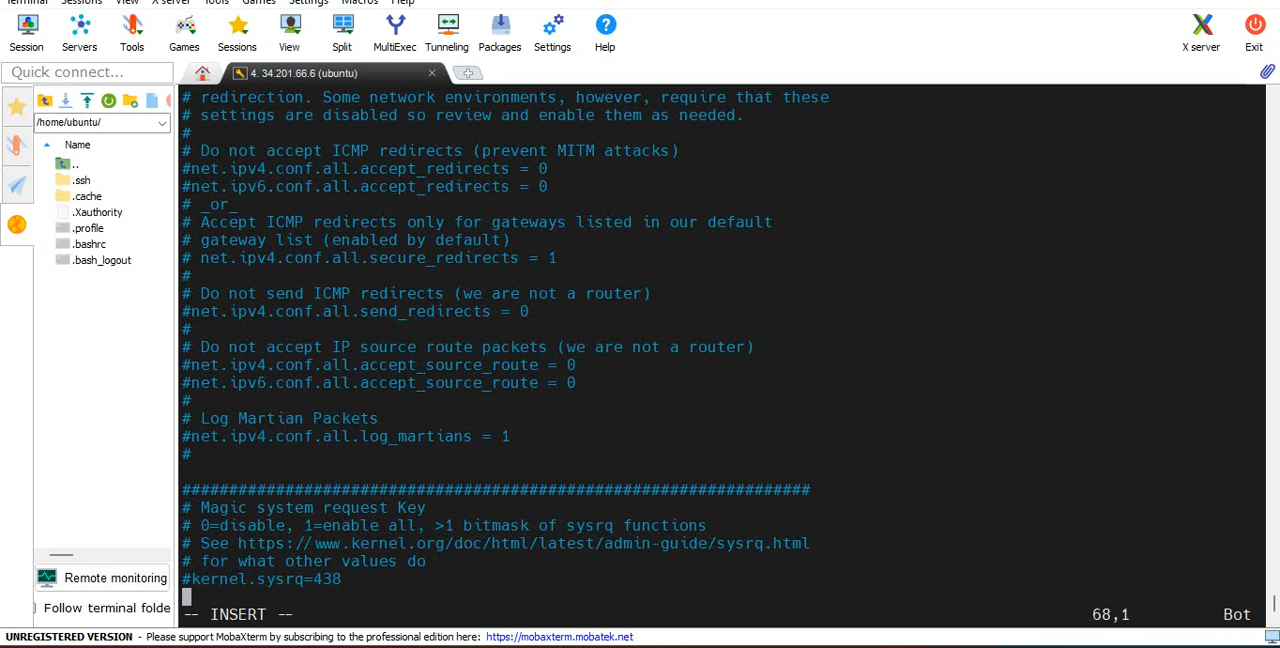 Terminal Sessions View X server Tools Games Settings Macros Help
Session Servers Tools Games Sessions View Split MultiExec Tunneling Packages Settings Help X server Exit
Quick connect...
4. 34.201.66.6 (ubuntu)
/home/ubuntu/
Name
..
.ssh
.cache
.Xauthority
.profile
.bashrc
.bash_logout
Remote monitoring
Follow terminal folde
# redirection. Some network environments, however, require that these
# settings are disabled so review and enable them as needed.
#
# Do not accept ICMP redirects (prevent MITM attacks)
#net.ipv4.conf.all.accept_redirects = 0
#net.ipv6.conf.all.accept_redirects = 0
# _or_
# Accept ICMP redirects only for gateways listed in our default
# gateway list (enabled by default)
# net.ipv4.conf.all.secure_redirects = 1
#
# Do not send ICMP redirects (we are not a router)
#net.ipv4.conf.all.send_redirects = 0
#
# Do not accept IP source route packets (we are not a router)
#net.ipv4.conf.all.accept_source_route = 0
#net.ipv6.conf.all.accept_source_route = 0
#
# Log Martian Packets
#net.ipv4.conf.all.log_martians = 1
#
###################################################################
# Magic system request Key
# 0=disable, 1=enable all, >1 bitmask of sysrq functions
# See https://www.kernel.org/doc/html/latest/admin-guide/sysrq.html
# for what other values do
#kernel.sysrq=438
-- INSERT -- 68,1 Bot
UNREGISTERED VERSION - Please support MobaXterm by subscribing to the professional edition here: https://mobaxterm.mobatek.net